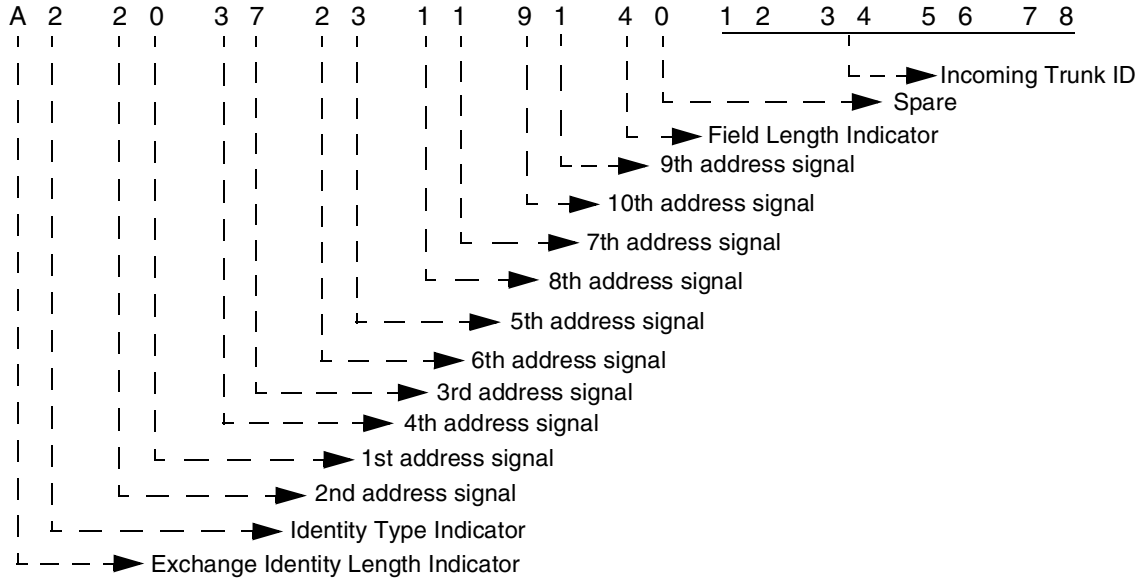 A 2 2 0 3 7 2 3 1 1 9 1 4 0 1 2 3 4 5 6 7 8
Incoming Trunk ID
Spare
Field Length Indicator
9th address signal
10th address signal
7th address signal
8th address signal
5th address signal
6th address signal
3rd address signal
4th address signal
1st address signal
2nd address signal
Identity Type Indicator
Exchange Identity Length Indicator